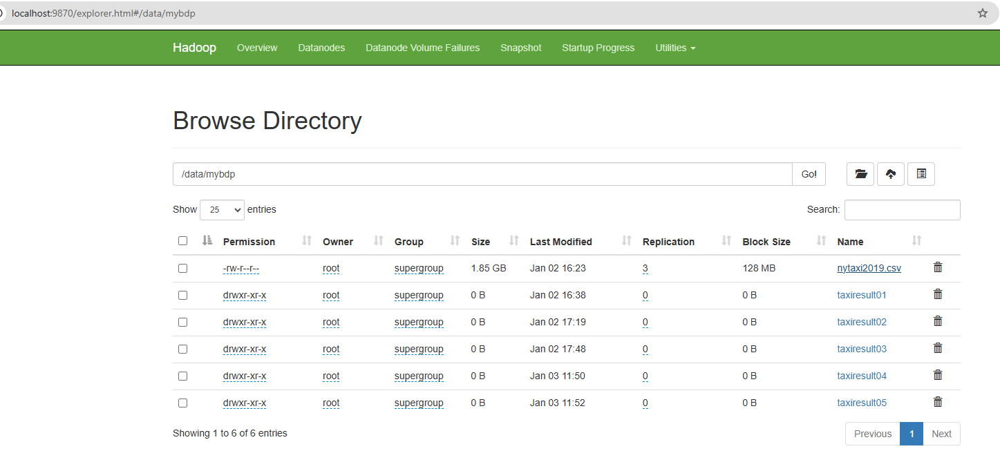 localhost:9870/explorer.html#/data/mybdp
Hadoop Overview Datanodes Datanode Volume Failures Snapshot Startup Progress Utilities
Browse Directory
/data/mybdp Go!
Show 25 entries Search:
Permission Owner Group Size Last Modified Replication Block Size Name
-rw-r--r-- root supergroup 1.85 GB Jan 02 16:23 3 128 MB nytaxi2019.csv
drwxr-xr-x root supergroup 0 B Jan 02 16:38 0 0 B taxiresult01
drwxr-xr-x root supergroup 0 B Jan 02 17:19 0 0 B taxiresult02
drwxr-xr-x root supergroup 0 B Jan 02 17:48 0 0 B taxiresult03
drwxr-xr-x root supergroup 0 B Jan 03 11:50 0 0 B taxiresult04
drwxr-xr-x root supergroup 0 B Jan 03 11:52 0 0 B taxiresult05
Showing 1 to 6 of 6 entries Previous 1 Next